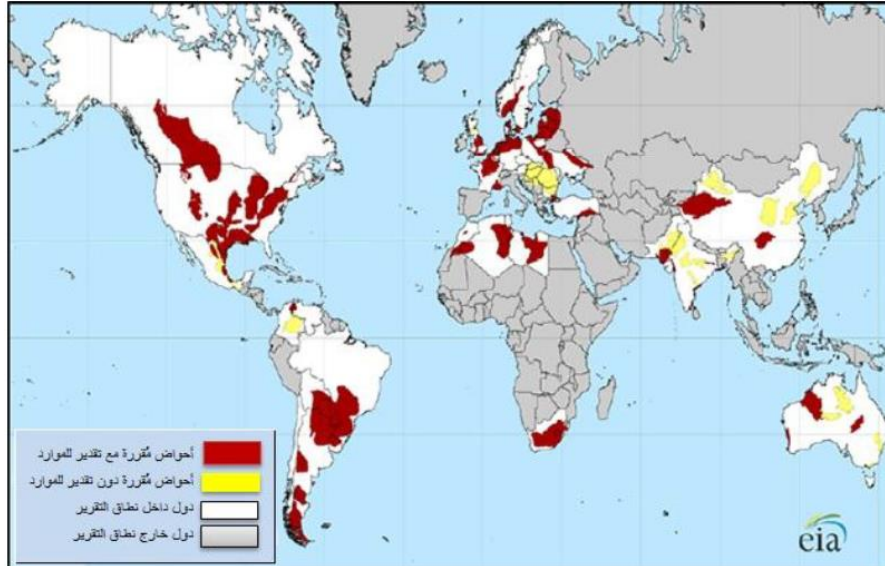 أحواض مُقررة مع تقدير للموارد
أحواض مُقررة دون تقدير للموارد
دول داخل نطاق التقرير
دول خارج نطاق التقرير
eia